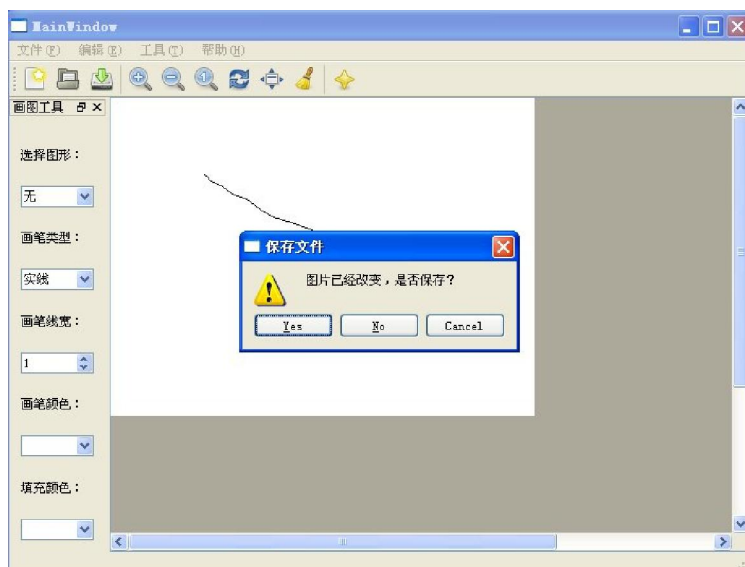 MainWindow
文件(F) 编辑(E) 工具(T) 帮助(H)
画图工具
选择图形：
无
画笔类型：
实线
画笔线宽：
1
画笔颜色：
填充颜色：
保存文件
图片已经改变，是否保存？
Yes No Cancel